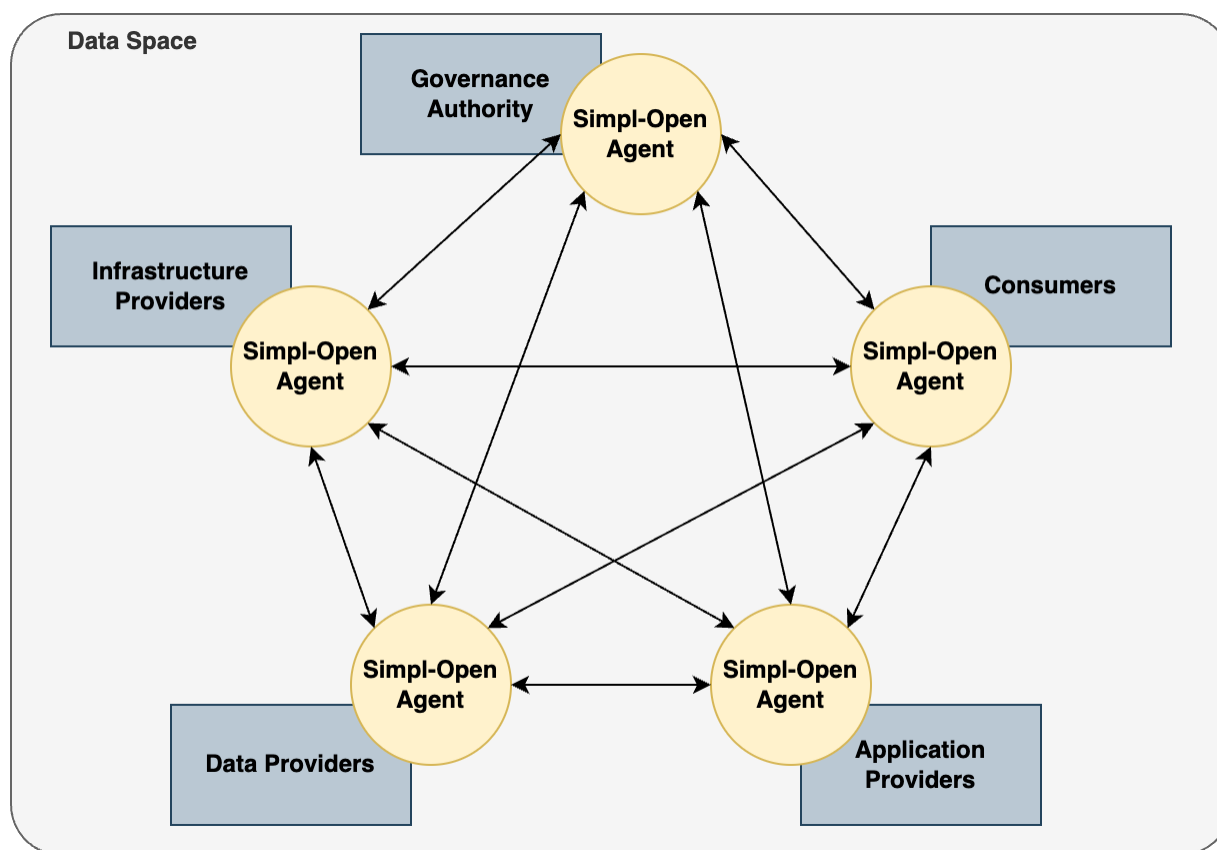 Data Space
Governance
Authority
Simpl-Open
Agent
Infrastructure
Providers
Simpl-Open
Agent
Consumers
Simpl-Open
Agent
Simpl-Open
Agent
Data Providers
Simpl-Open
Agent
Application
Providers